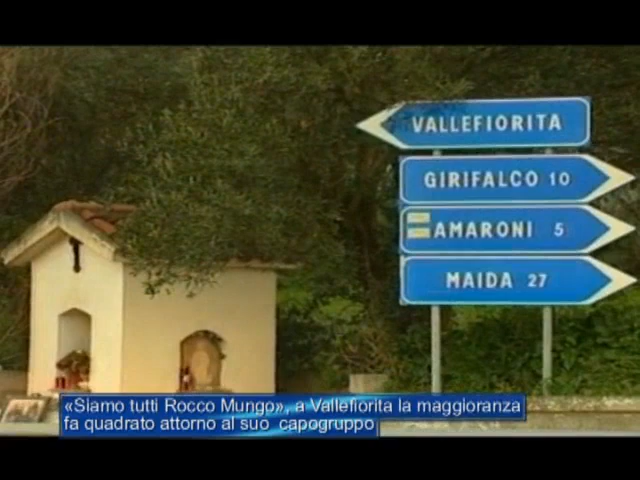 VALLEFIORITA
GIRIFALCO 10
AMARONI 5
MAIDA 27
«Siamo tutti Rocco Mungo», a Vallefiorita la maggioranza
fa quadrato attorno al suo capogruppo